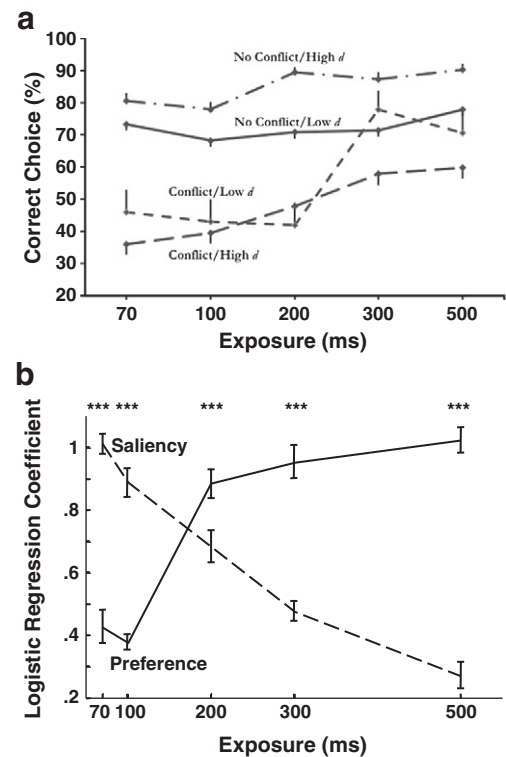 a
Correct Choice (%)
100
90
80
70
60
50
40
30
20
No Conflict/High d
No Conflict/Low d
Conflict/Low d
Conflict/High d
70 100 200 300 500
Exposure (ms)
b
Logistic Regression Coefficient
*** *** *** *** ***
1
.8
.6
.4
.2
Saliency
Preference
70 100 200 300 500
Exposure (ms)